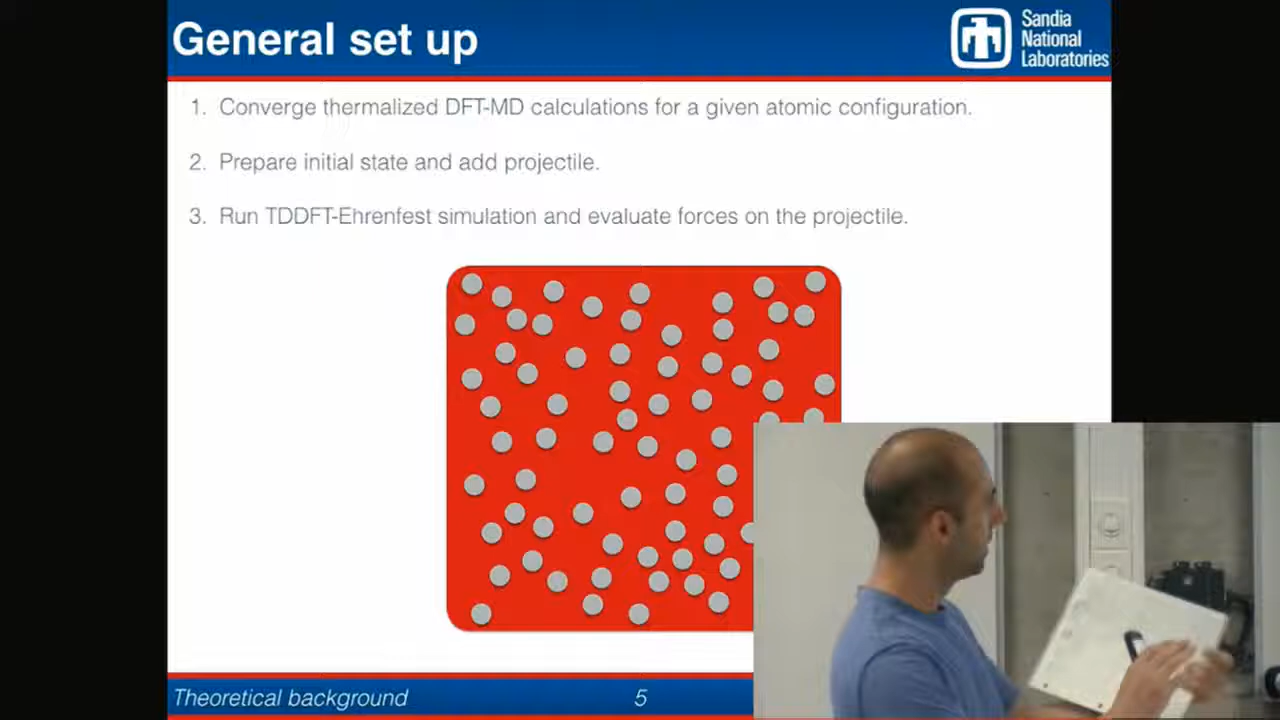 General set up
Sandia
National
Laboratories
1. Converge thermalized DFT-MD calculations for a given atomic configuration.
2. Prepare initial state and add projectile.
3. Run TDDFT-Ehrenfest simulation and evaluate forces on the projectile.
Theoretical background
5